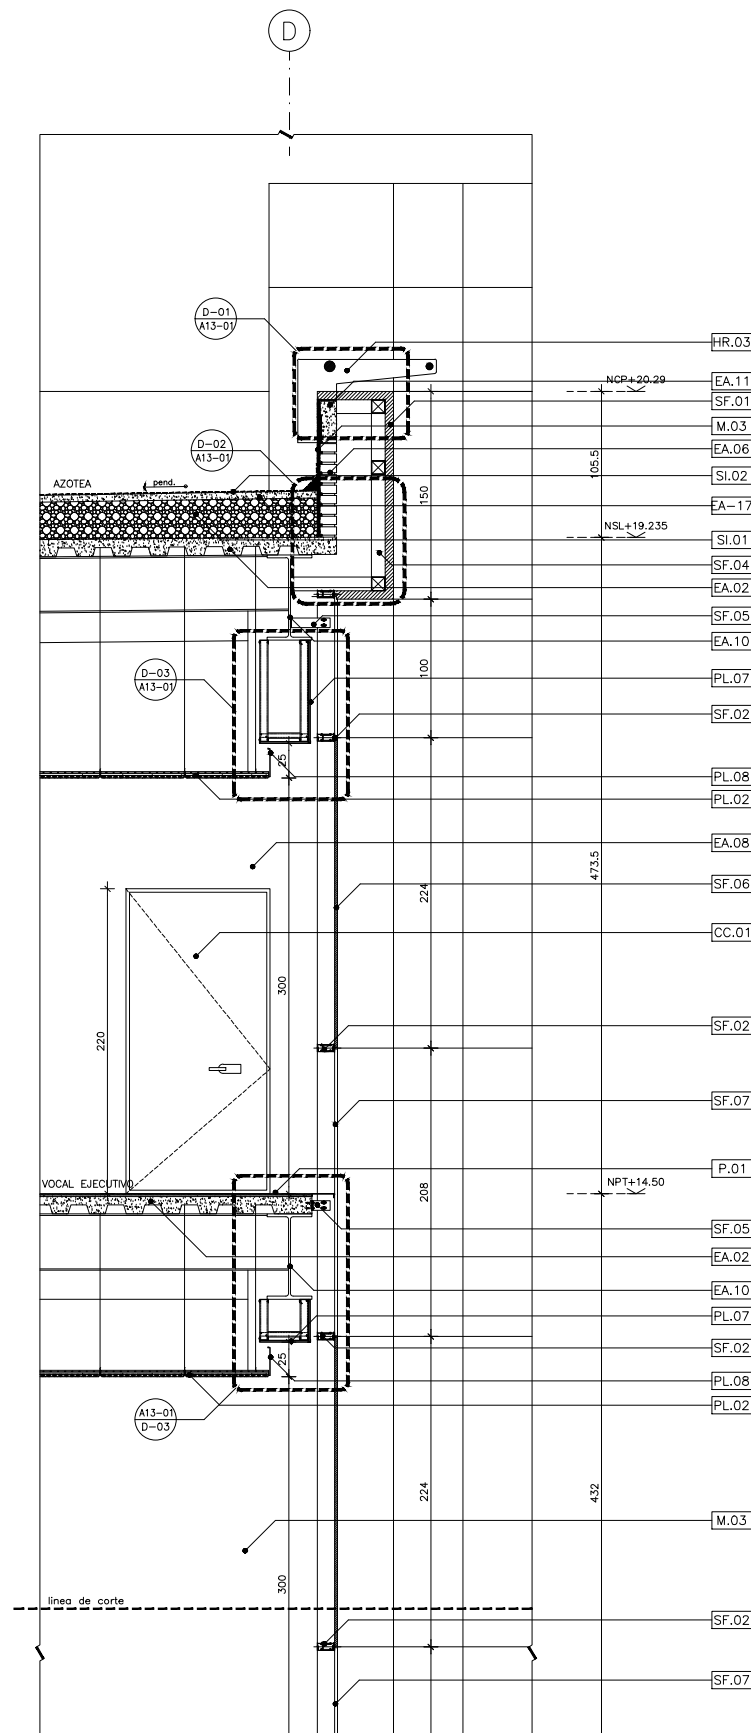 D
D-01
A13-01
HR.03
NCP+20.29
EA.11
SF.01
M.03
D-02
A13-01
EA.06
105.5
SI.02
AZOTEA
pend.
150
EA-17
NSL+19.235
SI.01
SF.04
EA.02
SF.05
EA.10
D-03
A13-01
100
PL.07
SF.02
25
PL.08
PL.02
EA.08
473.5
SF.06
224
CC.01
300
220
SF.02
SF.07
P.01
VOCAL EJECUTIVO
NPT+14.50
208
SF.05
EA.02
EA.10
PL.07
SF.02
25
PL.08
PL.02
A13-01
D-03
224
432
M.03
300
linea de corte
SF.02
SF.07